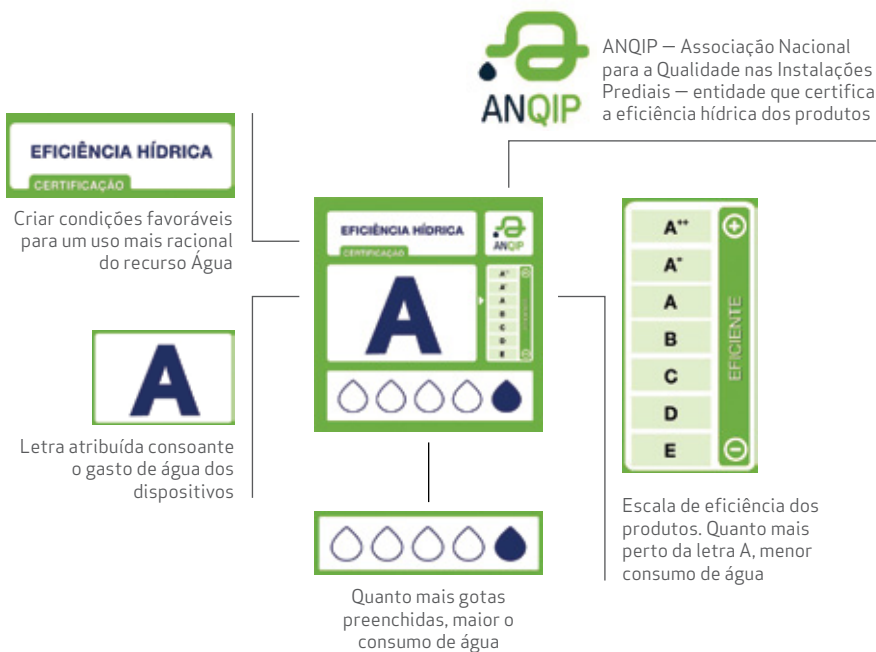 ANQIP
ANQIP — Associação Nacional
para a Qualidade nas Instalações
Prediais — entidade que certifica
a eficiência hídrica dos produtos
EFICIÊNCIA HÍDRICA
CERTIFICAÇÃO
Criar condições favoráveis
para um uso mais racional
do recurso Água
EFICIÊNCIA HÍDRICA
CERTIFICAÇÃO
ANQIP
A
A⁺⁺
A⁺
A
B
C
D
E
EFICIENTE
A⁺⁺
A⁺
A
B
C
D
E
EFICIENTE
A
Letra atribuída consoante
o gasto de água dos
dispositivos
Escala de eficiência dos
produtos. Quanto mais
perto da letra A, menor
consumo de água
Quanto mais gotas
preenchidas, maior o
consumo de água